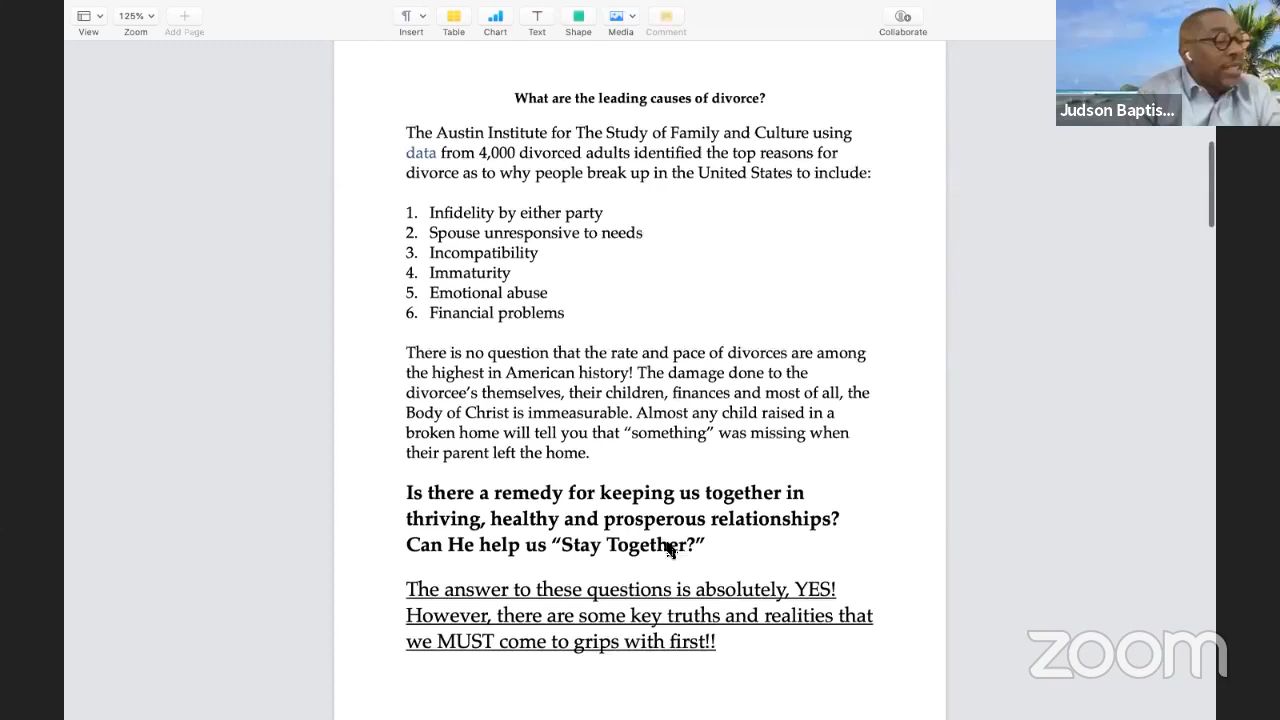 125%
View
Zoom
Add Page
Insert
Table
Chart
Text
Shape
Media
Comment
Collaborate
Judson Baptis...
What are the leading causes of divorce?
The Austin Institute for The Study of Family and Culture using
data from 4,000 divorced adults identified the top reasons for
divorce as to why people break up in the United States to include:
1. Infidelity by either party
2. Spouse unresponsive to needs
3. Incompatibility
4. Immaturity
5. Emotional abuse
6. Financial problems
There is no question that the rate and pace of divorces are among
the highest in American history! The damage done to the
divorcee's themselves, their children, finances and most of all, the
Body of Christ is immeasurable. Almost any child raised in a
broken home will tell you that “something” was missing when
their parent left the home.
Is there a remedy for keeping us together in
thriving, healthy and prosperous relationships?
Can He help us “Stay Together?”
The answer to these questions is absolutely, YES!
However, there are some key truths and realities that
we MUST come to grips with first!!
zoom